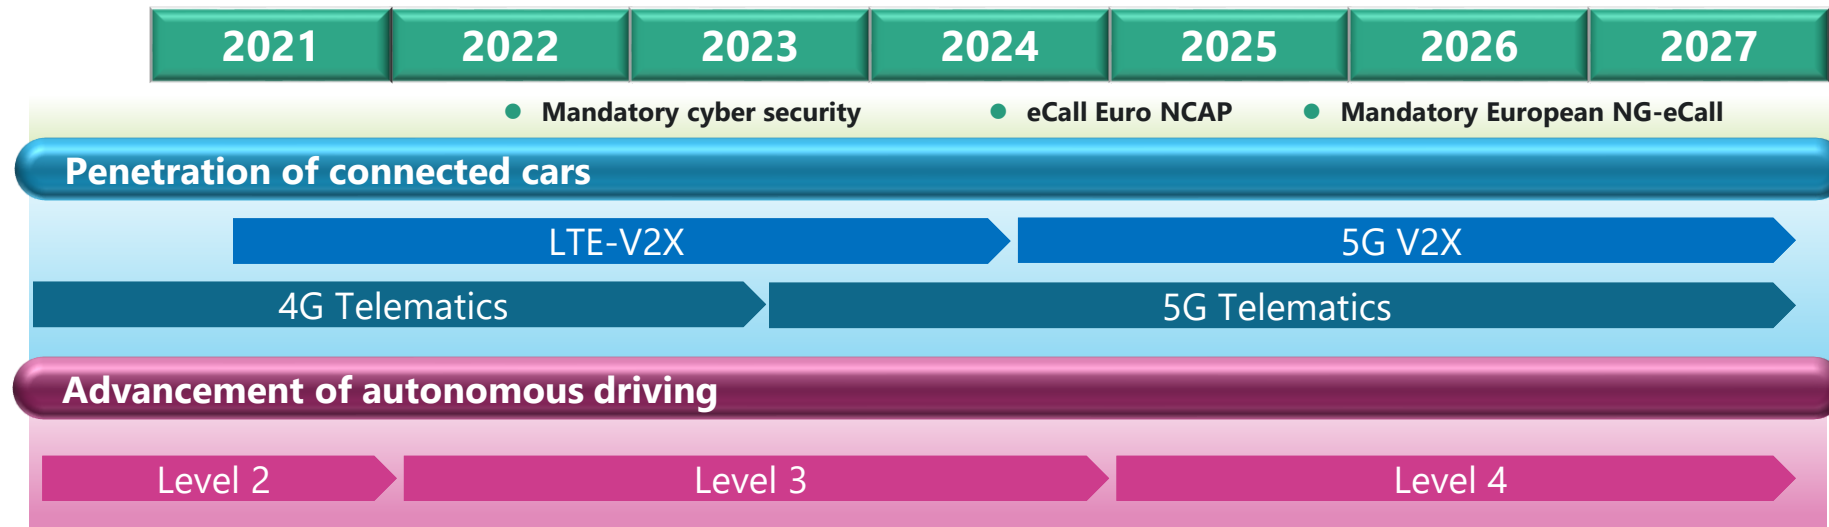 2021 2022 2023 2024 2025 2026 2027
● Mandatory cyber security ● eCall Euro NCAP ● Mandatory European NG-eCall
Penetration of connected cars
LTE-V2X 5G V2X
4G Telematics 5G Telematics
Advancement of autonomous driving
Level 2 Level 3 Level 4